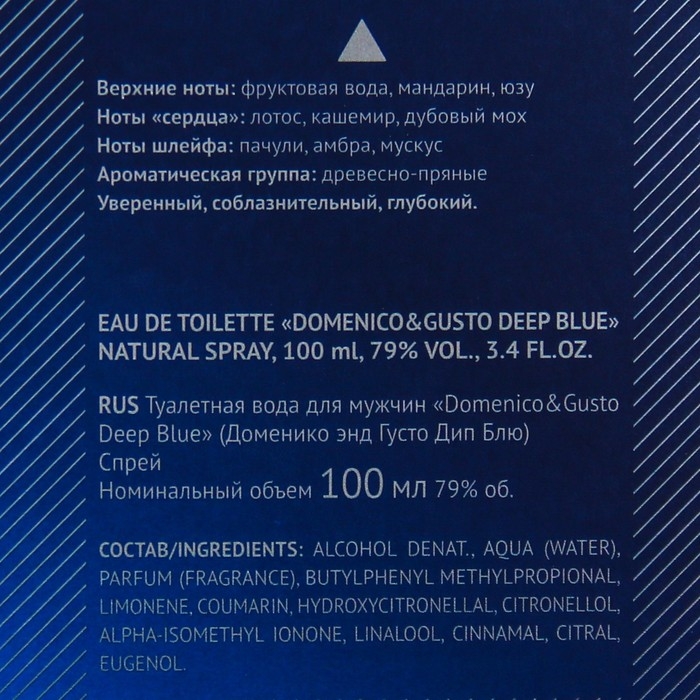 Верхние ноты: фруктовая вода, мандарин, юзу
Ноты «сердца»: лотос, кашемир, дубовый мох
Ноты шлейфа: пачули, амбра, мускус
Ароматическая группа: древесно-пряные
Уверенный, соблазнительный, глубокий.
EAU DE TOILETTE «DOMENICO&GUSTO DEEP BLUE»
NATURAL SPRAY, 100 ml, 79% VOL., 3.4 FL.OZ.
RUS Туалетная вода для мужчин «Domenico&Gusto
Deep Blue» (Доменико энд Густо Дип Блю)
Спрей
Номинальный объем 100 мл 79% об.
СОСТАВ/INGREDIENTS: ALCOHOL DENAT., AQUA (WATER),
PARFUM (FRAGRANCE), BUTYLPHENYL METHYLPROPIONAL,
LIMONENE, COUMARIN, HYDROXYCITRONELLAL, CITRONELLOL,
ALPHA-ISOMETHYL IONONE, LINALOOL, CINNAMAL, CITRAL,
EUGENOL.